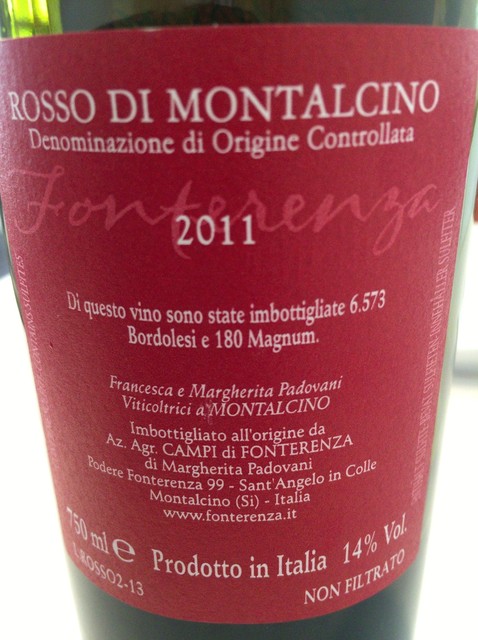 ROSSO DI MONTALCINO
Denominazione di Origine Controllata
Fonterenza
2011
Di questo vino sono state imbottigliate 6.573
Bordolesi e 180 Magnum.
Francesca e Margherita Padovani
Viticoltrici a MONTALCINO
Imbottigliato all'origine da
Az. Agr. CAMPI di FONTERENZA
di Margherita Padovani
Podere Fonterenza 99 - Sant'Angelo in Colle
Montalcino (Si) - Italia
www.fonterenza.it
750 ml e Prodotto in Italia 14% Vol.
L ROSSO2-13
NON FILTRATO
CONTAINS SULFITES
SULFITER